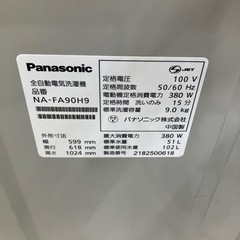 Panasonic
全自動電気洗濯機
品番
NA-FA90H9
JET
定格電圧 100 V
定格周波数 50/60 Hz
電動機定格消費電力 380 W
定格時間 洗いのみ 15 分
標準洗濯容量 9.0 kg
パナソニック株式会社
中国製
外形寸法
幅 599 mm
奥行 618 mm
高さ 1024 mm
最大消費電力 380 W
標準水量 51 L
標準使用水量 102 L
製造番号 2182500618